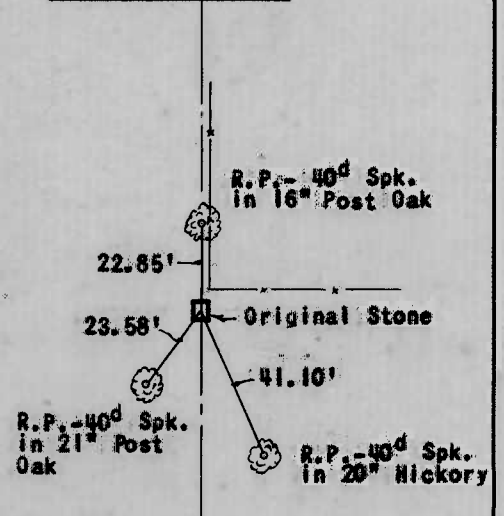 R.P.- 40d Spk.
in 16" Post Oak
22.85'
Original Stone
23.58'
41.10'
R.P.-40d Spk.
in 21" Post
Oak
R.P.-40d Spk.
in 20" Hickory